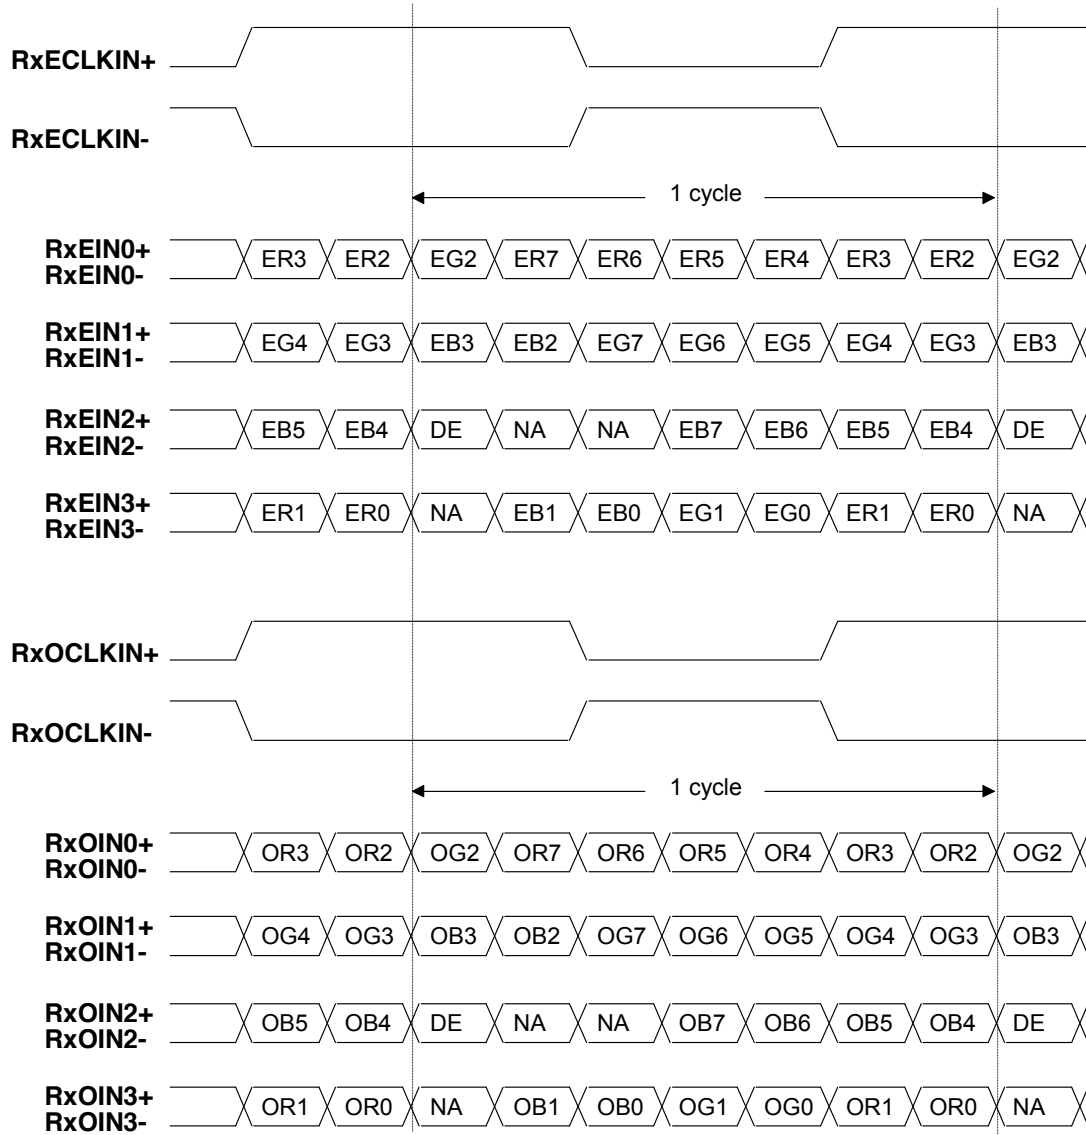 RxECLKIN+
RxECLKIN-
1 cycle
RxEIN0+ ER3 ER2 EG2 ER7 ER6 ER5 ER4 ER3 ER2 EG2
RxEIN0-
RxEIN1+ EG4 EG3 EB3 EB2 EG7 EG6 EG5 EG4 EG3 EB3
RxEIN1-
RxEIN2+ EB5 EB4 DE NA NA EB7 EB6 EB5 EB4 DE
RxEIN2-
RxEIN3+ ER1 ER0 NA EB1 EB0 EG1 EG0 ER1 ER0 NA
RxEIN3-
RxOCLKIN+
RxOCLKIN-
1 cycle
RxOIN0+ OR3 OR2 OG2 OR7 OR6 OR5 OR4 OR3 OR2 OG2
RxOIN0-
RxOIN1+ OG4 OG3 OB3 OB2 OG7 OG6 OG5 OG4 OG3 OB3
RxOIN1-
RxOIN2+ OB5 OB4 DE NA NA OB7 OB6 OB5 OB4 DE
RxOIN2-
RxOIN3+ OR1 OR0 NA OB1 OB0 OG1 OG0 OR1 OR0 NA
RxOIN3-